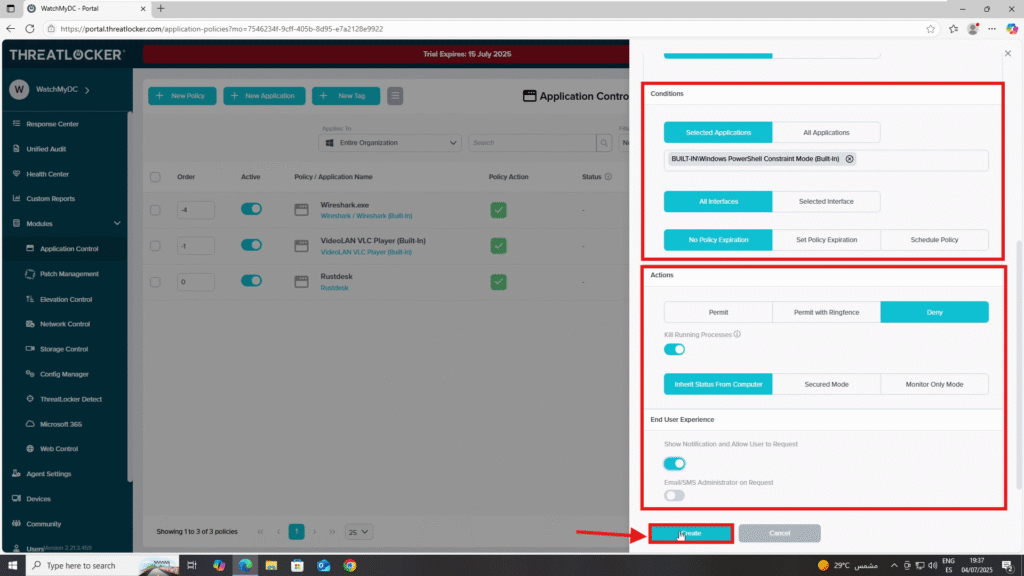 WatchMyDC - Portal
https://portal.threatlocker.com/application-policies?mo=7546234f-9cff-405b-8d95-e7a2128e9922
THREATLOCKER
Trial Expires: 15 July 2025
W WatchMyDC
Response Center
Unified Audit
Health Center
Custom Reports
Modules
Application Control
Patch Management
Elevation Control
Network Control
Storage Control
Config Manager
ThreatLocker Detect
Microsoft 365
Web Control
Agent Settings
Devices
Community
Users
Version 2.21.3.459
+ New Policy
+ New Application
+ New Tag
Application Contro
Applies To
Entire Organization
Search
Order Active Policy / Application Name Policy Action Status
-4 Wireshark.exe -
Wireshark / Wireshark (Built-In)
-1 VideoLAN VLC Player (Built-In) -
VideoLAN VLC Player (Built-In)
0 Rustdesk -
Rustdesk
Showing 1 to 3 of 3 policies
1
25
Conditions
Selected Applications All Applications
BUILT-IN\Windows PowerShell Constraint Mode (Built-In)
All Interfaces Selected Interface
No Policy Expiration Set Policy Expiration Schedule Policy
Actions
Permit Permit with Ringfence Deny
Kill Running Processes
Inherit Status From Computer Secured Mode Monitor Only Mode
End User Experience
Show Notification and Allow User to Request
Email/SMS Administrator on Request
Create Cancel
Type here to search
29°C مشمس
ENG
ES
19:37
04/07/2025